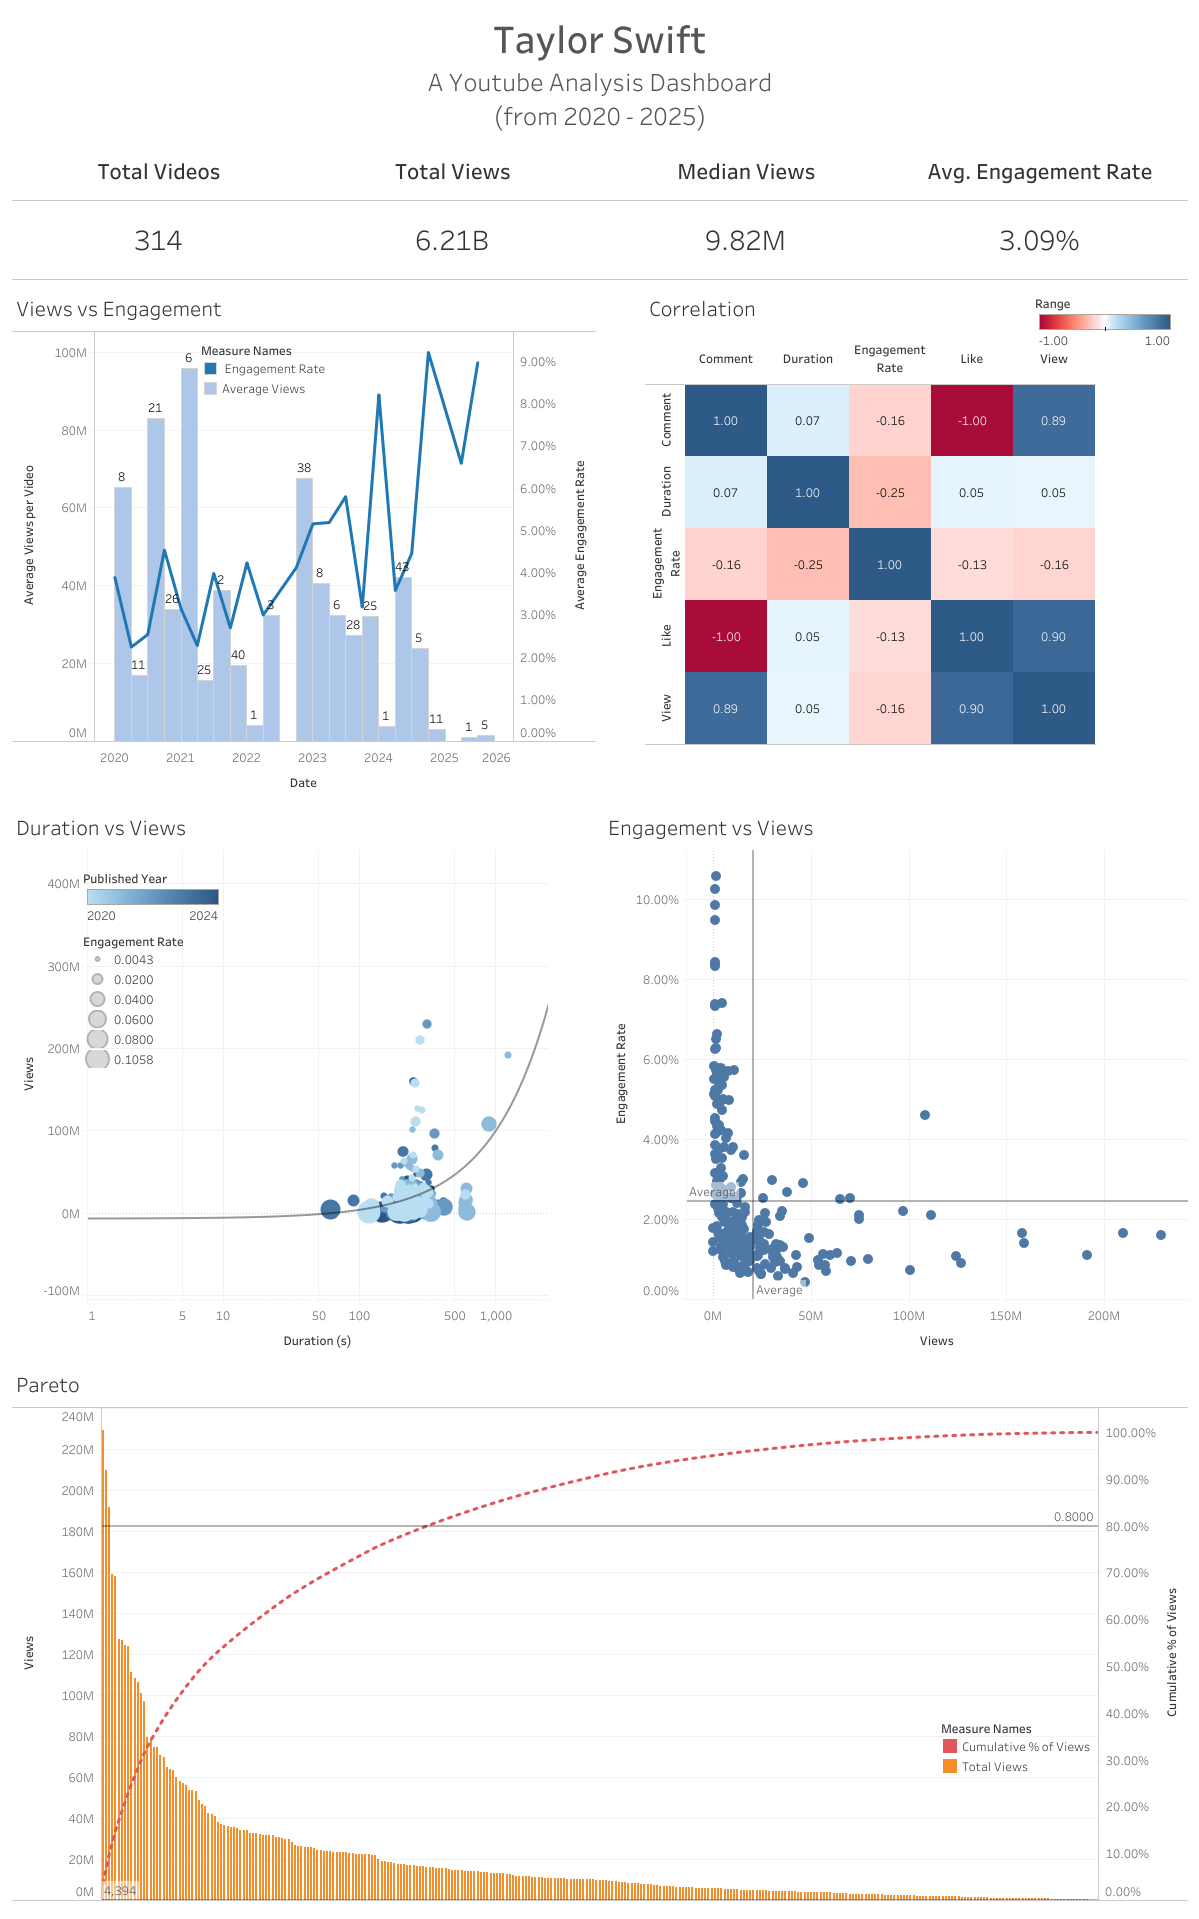 Taylor Swift
A Youtube Analysis Dashboard
(from 2020 - 2025)
Total Videos
Total Views
Median Views
Avg. Engagement Rate
314
6.21B
9.82M
3.09%
Views vs Engagement
Measure Names
Engagement Rate
Average Views
100M
80M
60M
40M
20M
0M
Average Views per Video
8
11
21
26
6
25
2
40
1
3
38
8
6
28
25
1
43
5
11
1
5
9.00%
8.00%
7.00%
6.00%
5.00%
4.00%
3.00%
2.00%
1.00%
0.00%
Average Engagement Rate
2020
2021
2022
2023
2024
2025
2026
Date
Correlation
Range
-1.00
1.00
Comment
Duration
Engagement
Rate
Like
View
Comment
1.00
0.07
-0.16
-1.00
0.89
Duration
0.07
1.00
-0.25
0.05
0.05
Engagement
Rate
-0.16
-0.25
1.00
-0.13
-0.16
Like
-1.00
0.05
-0.13
1.00
0.90
View
0.89
0.05
-0.16
0.90
1.00
Duration vs Views
Published Year
2020
2024
Engagement Rate
0.0043
0.0200
0.0400
0.0600
0.0800
0.1058
400M
300M
200M
100M
0M
-100M
Views
1
5
10
50
100
500
1,000
Duration (s)
Engagement vs Views
10.00%
8.00%
6.00%
4.00%
2.00%
0.00%
Engagement Rate
Average
Average
0M
50M
100M
150M
200M
Views
Pareto
240M
220M
200M
180M
160M
140M
120M
100M
80M
60M
40M
20M
0M
Views
4,394
0.8000
Measure Names
Cumulative % of Views
Total Views
100.00%
90.00%
80.00%
70.00%
60.00%
50.00%
40.00%
30.00%
20.00%
10.00%
0.00%
Cumulative % of Views